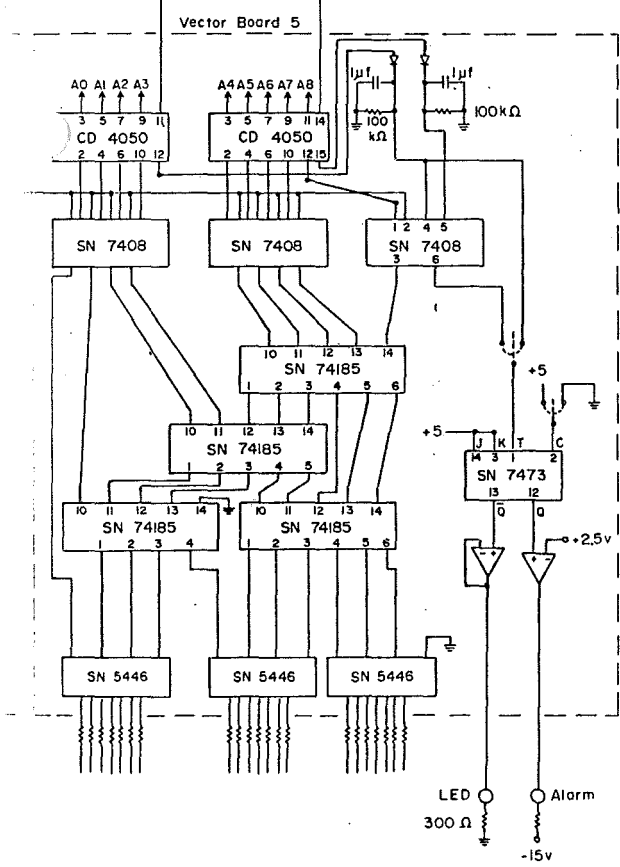 Vector Board 5
1μf 1μf
A0 A1 A2 A3 A4 A5 A6 A7 A8
3 5 7 9 11 3 5 7 9 11 14
CD 4050 CD 4050
100 kΩ 100kΩ
2 4 6 10 12 2 4 6 10 12 15
1 2 4 5
SN 7408 SN 7408 SN 7408
3 6
10 11 12 13 14
SN 74185
1 2 3 4 5 6
+5
10 11 12 13 14
SN 74185
1 2 3 4 5
+5 J K T C
14 3 1 2
SN 7473
13 12
Q̅ Q
10 11 12 13 14 10 11 12 13 14
SN 74185 SN 74185
1 2 3 4 1 2 3 4 5 6
- + + -
+2.5v
SN 5446 SN 5446 SN 5446
LED Alarm
300 Ω
-15v